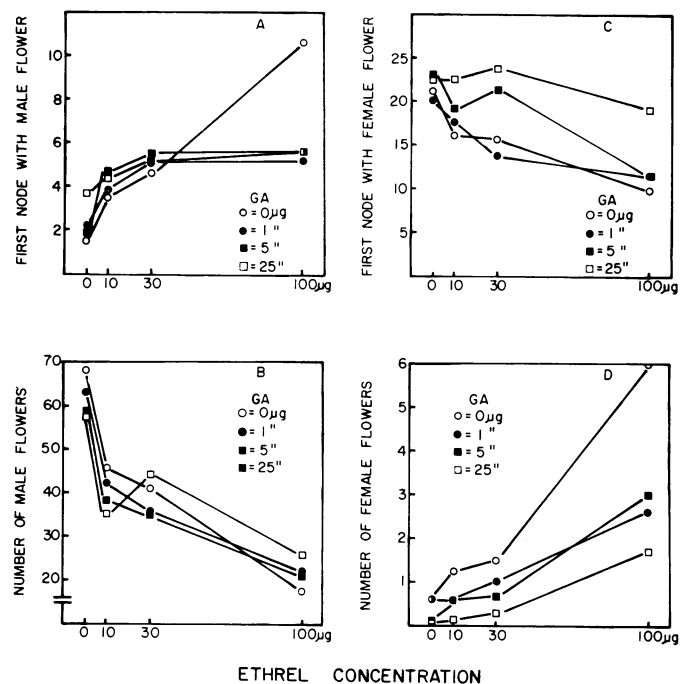 A
FIRST NODE WITH MALE FLOWER
10
8
6
4
2
GA
○ = 0μg
● = 1 "
■ = 5 "
□ = 25"
0 10 30 100μg
C
FIRST NODE WITH FEMALE FLOWER
25
20
15
10
5
GA
○ = 0μg
● = 1 "
■ = 5 "
□ = 25"
0 10 30 100μg
B
NUMBER OF MALE FLOWERS
70
60
50
40
30
20
GA
○ = 0μg
● = 1 "
■ = 5 "
■ = 25"
0 10 30 100μg
D
NUMBER OF FEMALE FLOWERS
6
5
4
3
2
1
GA
○ = 0μg
● = 1 "
■ = 5 "
□ = 25"
0 10 30 100μg
ETHREL CONCENTRATION